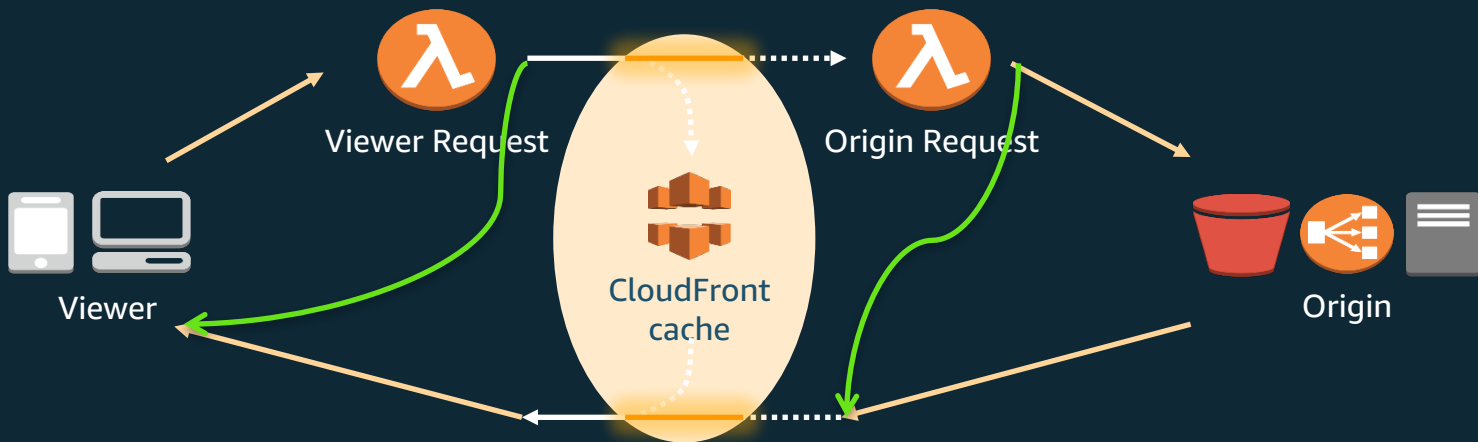 Viewer Request
Origin Request
Viewer
CloudFront
cache
Origin